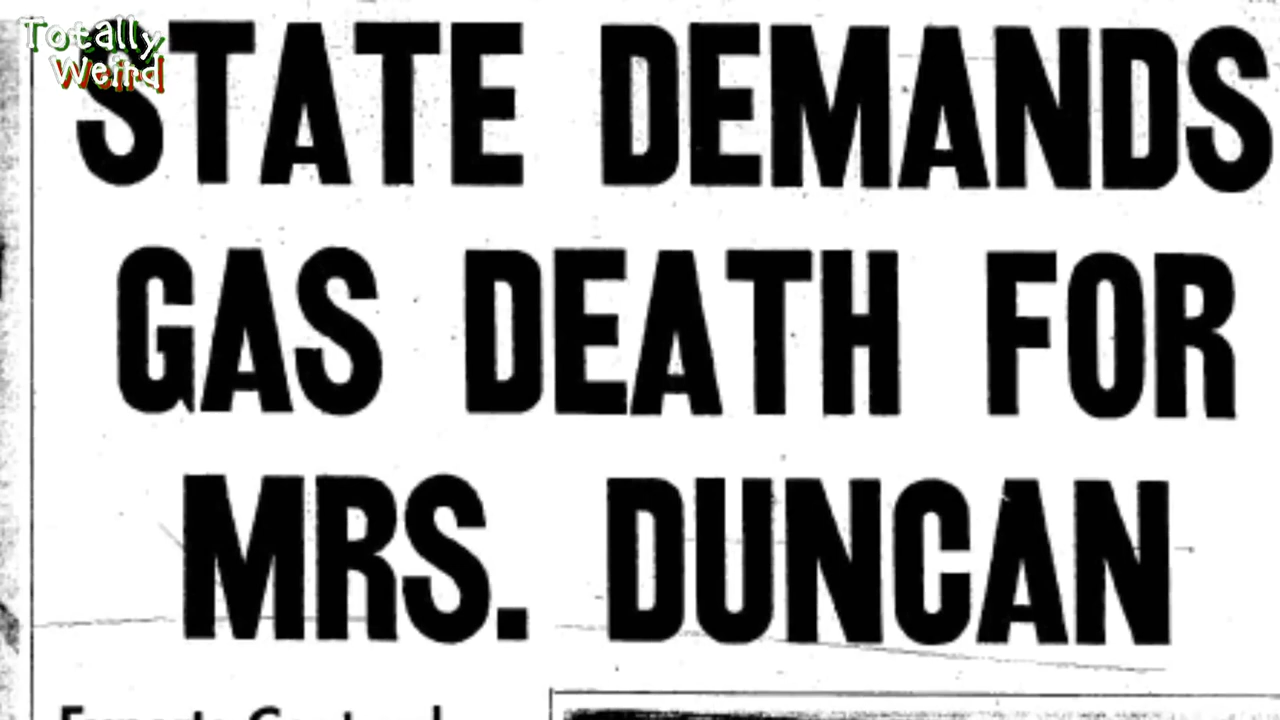 Totally
Weird
STATE DEMANDS
GAS DEATH FOR
MRS. DUNCAN